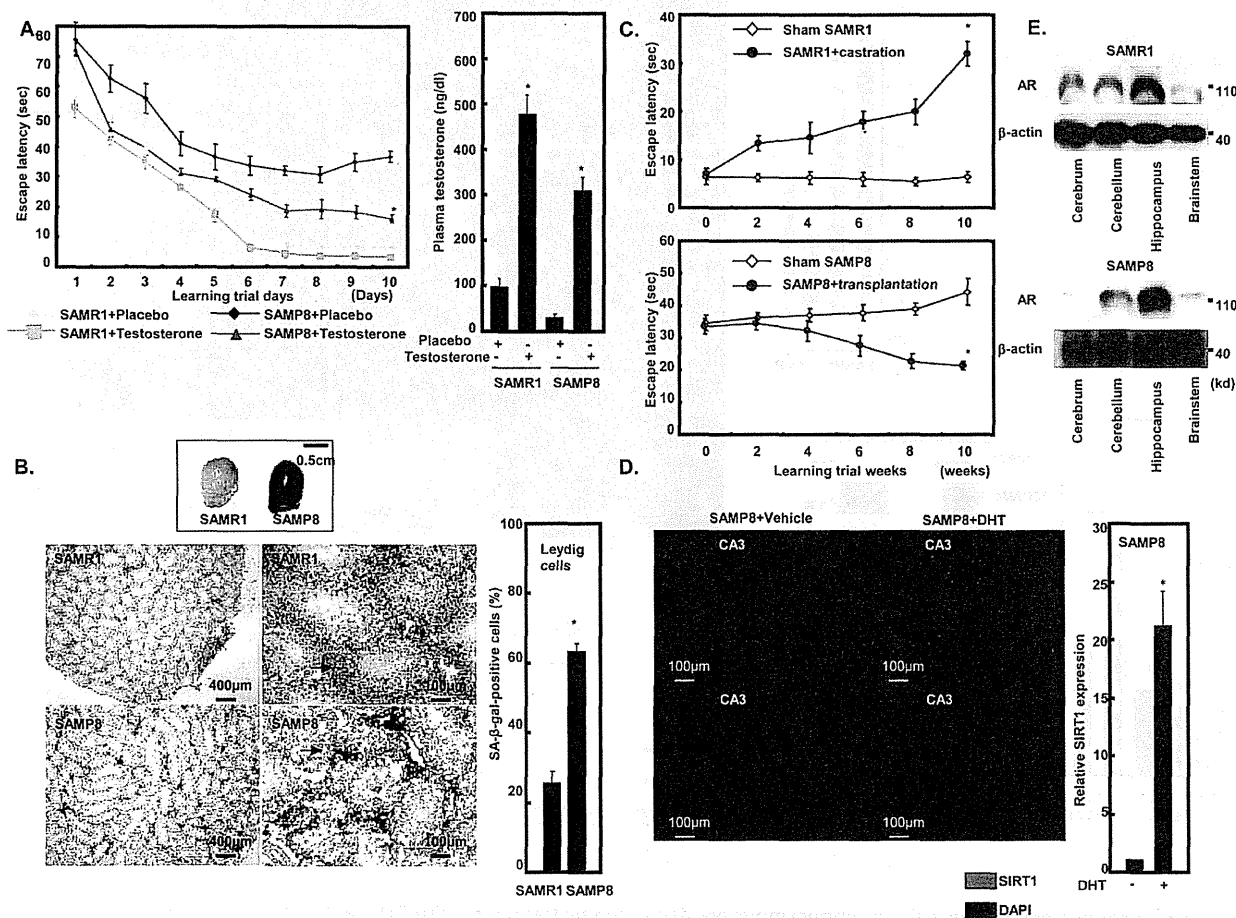 A.
80
70
60
50
40
30
20
10
0
Escape latency (sec)
1 2 3 4 5 6 7 8 9 10
Learning trial days (Days)
SAMR1+Placebo
SAMP8+Placebo
SAMR1+Testosterone
SAMP8+Testosterone
700
600
500
400
300
200
100
0
Plasma testosterone (ng/dl)
*
*
Placebo + - + -
Testosterone - + - +
SAMR1 SAMP8
B.
0.5cm
SAMR1 SAMP8
SAMR1
400µm
SAMR1
100µm
SAMP8
400µm
SAMP8
100µm
100
80
60
40
20
0
SA-β-gal-positive cells (%)
Leydig
cells
*
SAMR1 SAMP8
C.
40
30
20
10
0
Escape latency (sec)
Sham SAMR1
SAMR1+castration
*
0 2 4 6 8 10
60
50
40
30
20
10
0
Escape latency (sec)
Sham SAMP8
SAMP8+transplantation
*
0 2 4 6 8 10
Learning trial weeks (weeks)
D.
SAMP8+Vehicle
SAMP8+DHT
CA3
100µm
CA3
100µm
CA3
100µm
CA3
100µm
SIRT1
DAPI
30
25
20
15
10
5
0
Relative SIRT1 expression
SAMP8
*
DHT - +
E.
SAMR1
AR
110
β-actin
40
Cerebrum
Cerebellum
Hippocampus
Brainstem
SAMP8
AR
110
β-actin
40
(kd)
Cerebrum
Cerebellum
Hippocampus
Brainstem